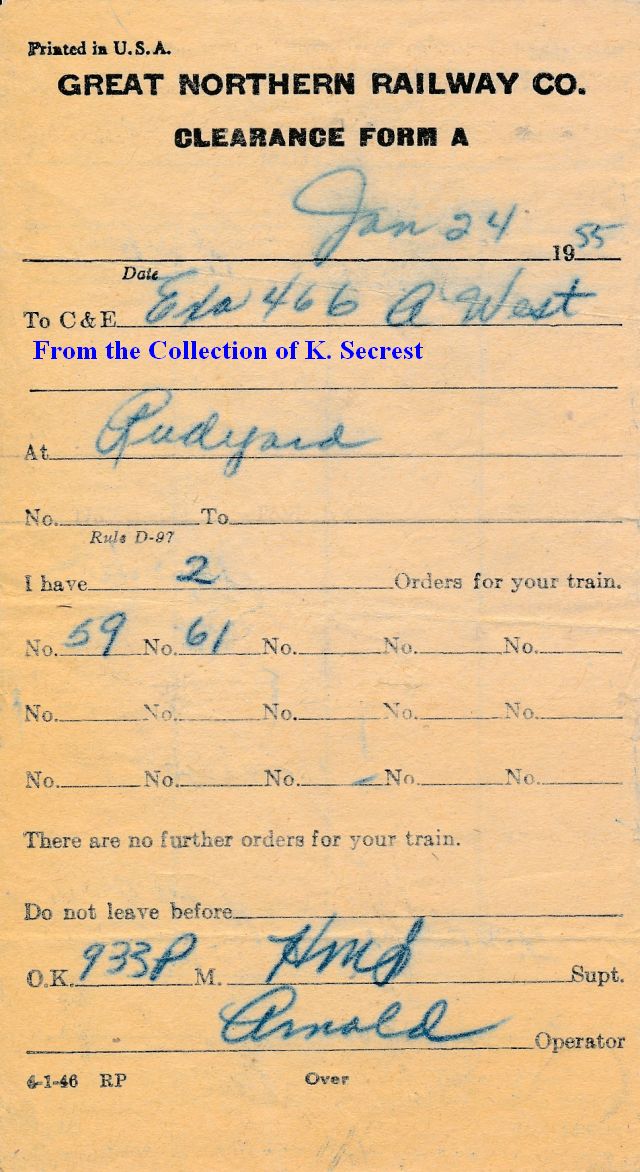 Printed in U.S.A.
GREAT NORTHERN RAILWAY CO.
CLEARANCE FORM A
Jan 24 1955
Date
To C & E Exa 466 A West
From the Collection of K. Secrest
At Rudyard
No. To
Rule D-97
I have 2 Orders for your train.
No. 59 No. 61 No. No. No.
No. No. No. No. No.
No. No. No. No. No.
There are no further orders for your train.
Do not leave before
O.K. 933P M. HMS Supt.
Arnold Operator
6-1-46 RP Over